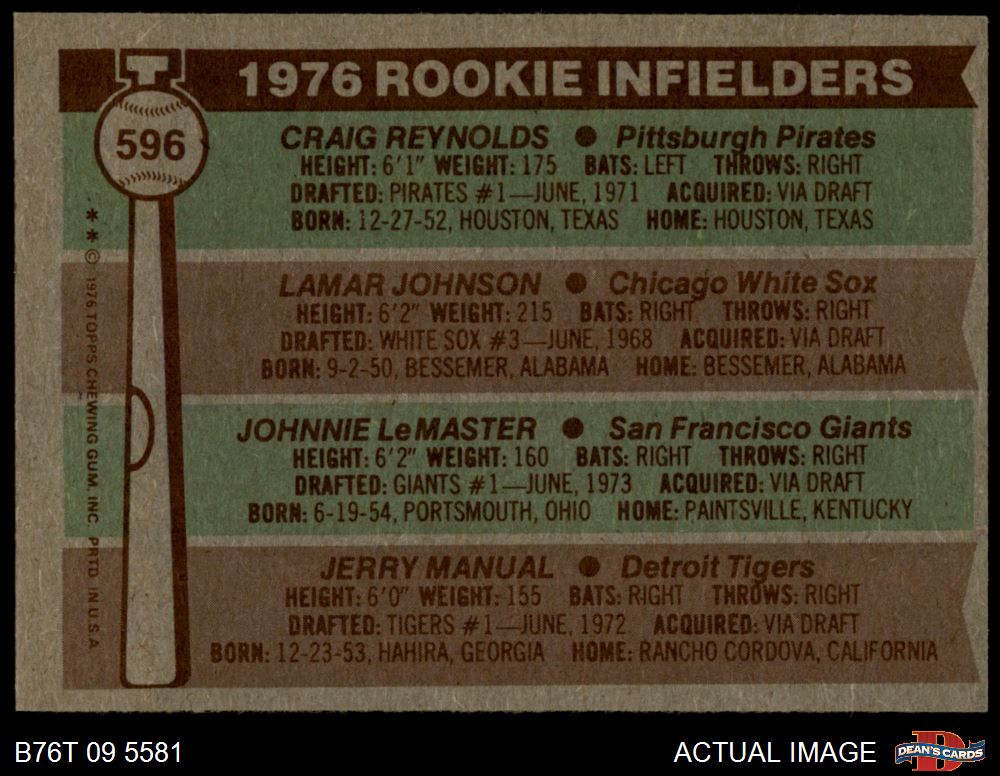 1976 ROOKIE INFIELDERS
596
CRAIG REYNOLDS ● Pittsburgh Pirates
HEIGHT: 6'1" WEIGHT: 175 BATS: LEFT THROWS: RIGHT
DRAFTED: PIRATES #1—JUNE, 1971 ACQUIRED: VIA DRAFT
BORN: 12-27-52, HOUSTON, TEXAS HOME: HOUSTON, TEXAS
LAMAR JOHNSON ● Chicago White Sox
HEIGHT: 6'2" WEIGHT: 215 BATS: RIGHT THROWS: RIGHT
DRAFTED: WHITE SOX #3—JUNE, 1968 ACQUIRED: VIA DRAFT
BORN: 9-2-50, BESSEMER, ALABAMA HOME: BESSEMER, ALABAMA
JOHNNIE LeMASTER ● San Francisco Giants
HEIGHT: 6'2" WEIGHT: 160 BATS: RIGHT THROWS: RIGHT
DRAFTED: GIANTS #1—JUNE, 1973 ACQUIRED: VIA DRAFT
BORN: 6-19-54, PORTSMOUTH, OHIO HOME: PAINTSVILLE, KENTUCKY
JERRY MANUAL ● Detroit Tigers
HEIGHT: 6'0" WEIGHT: 155 BATS: RIGHT THROWS: RIGHT
DRAFTED: TIGERS #1—JUNE, 1972 ACQUIRED: VIA DRAFT
BORN: 12-23-53, HAHIRA, GEORGIA HOME: RANCHO CORDOVA, CALIFORNIA
** © 1976 TOPPS CHEWING GUM, INC. PRTD. IN U.S.A.
B76T 09 5581
ACTUAL IMAGE
DEAN'S CARDS